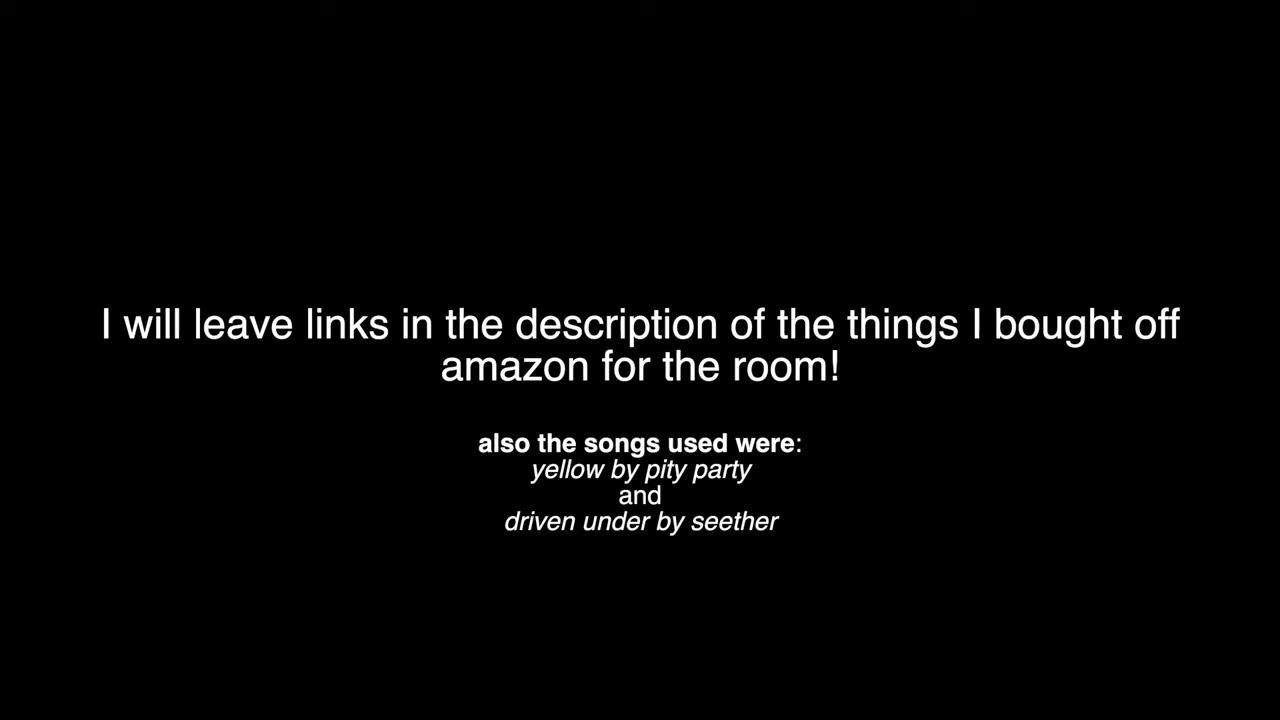 I will leave links in the description of the things I bought off
amazon for the room!
also the songs used were:
yellow by pity party
and
driven under by seether